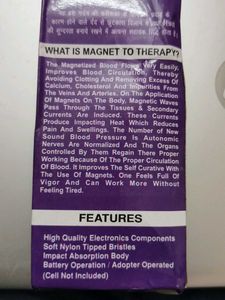 WHAT IS MAGNET TO THERAPY?
The Magnetized Blood Flows Very Easily,
Improves Blood Circulation, Thereby
Avoiding Clotting And Removing Excess Of
Calcium, Cholesterol And Impurities From
The Veins And Arteries. On The Application
Of Magnets On The Body, Magnetic Waves
Pass Through The Tissues & Secondary
Currents Are Induced. These Currents
Produce Impacting Heat Which Reduces
Pain And Swellings. The Number of New
Sound Blood Pressure Is Autonomic
Nerves Are Normalized And The Organs
Controlled By Them Regain There Proper
Working Because Of The Proper Circulation
Of Blood. It Improves The Self Curative With
The Use Of Magnets. One Feels Full Of
Vigor And Can Work More Without
Feeling Tired.
FEATURES
High Quality Electronics Components
Soft Nylon Tipped Bristles
Impact Absorption Body
Battery Operation / Adopter Operated
(Cell Not Included)